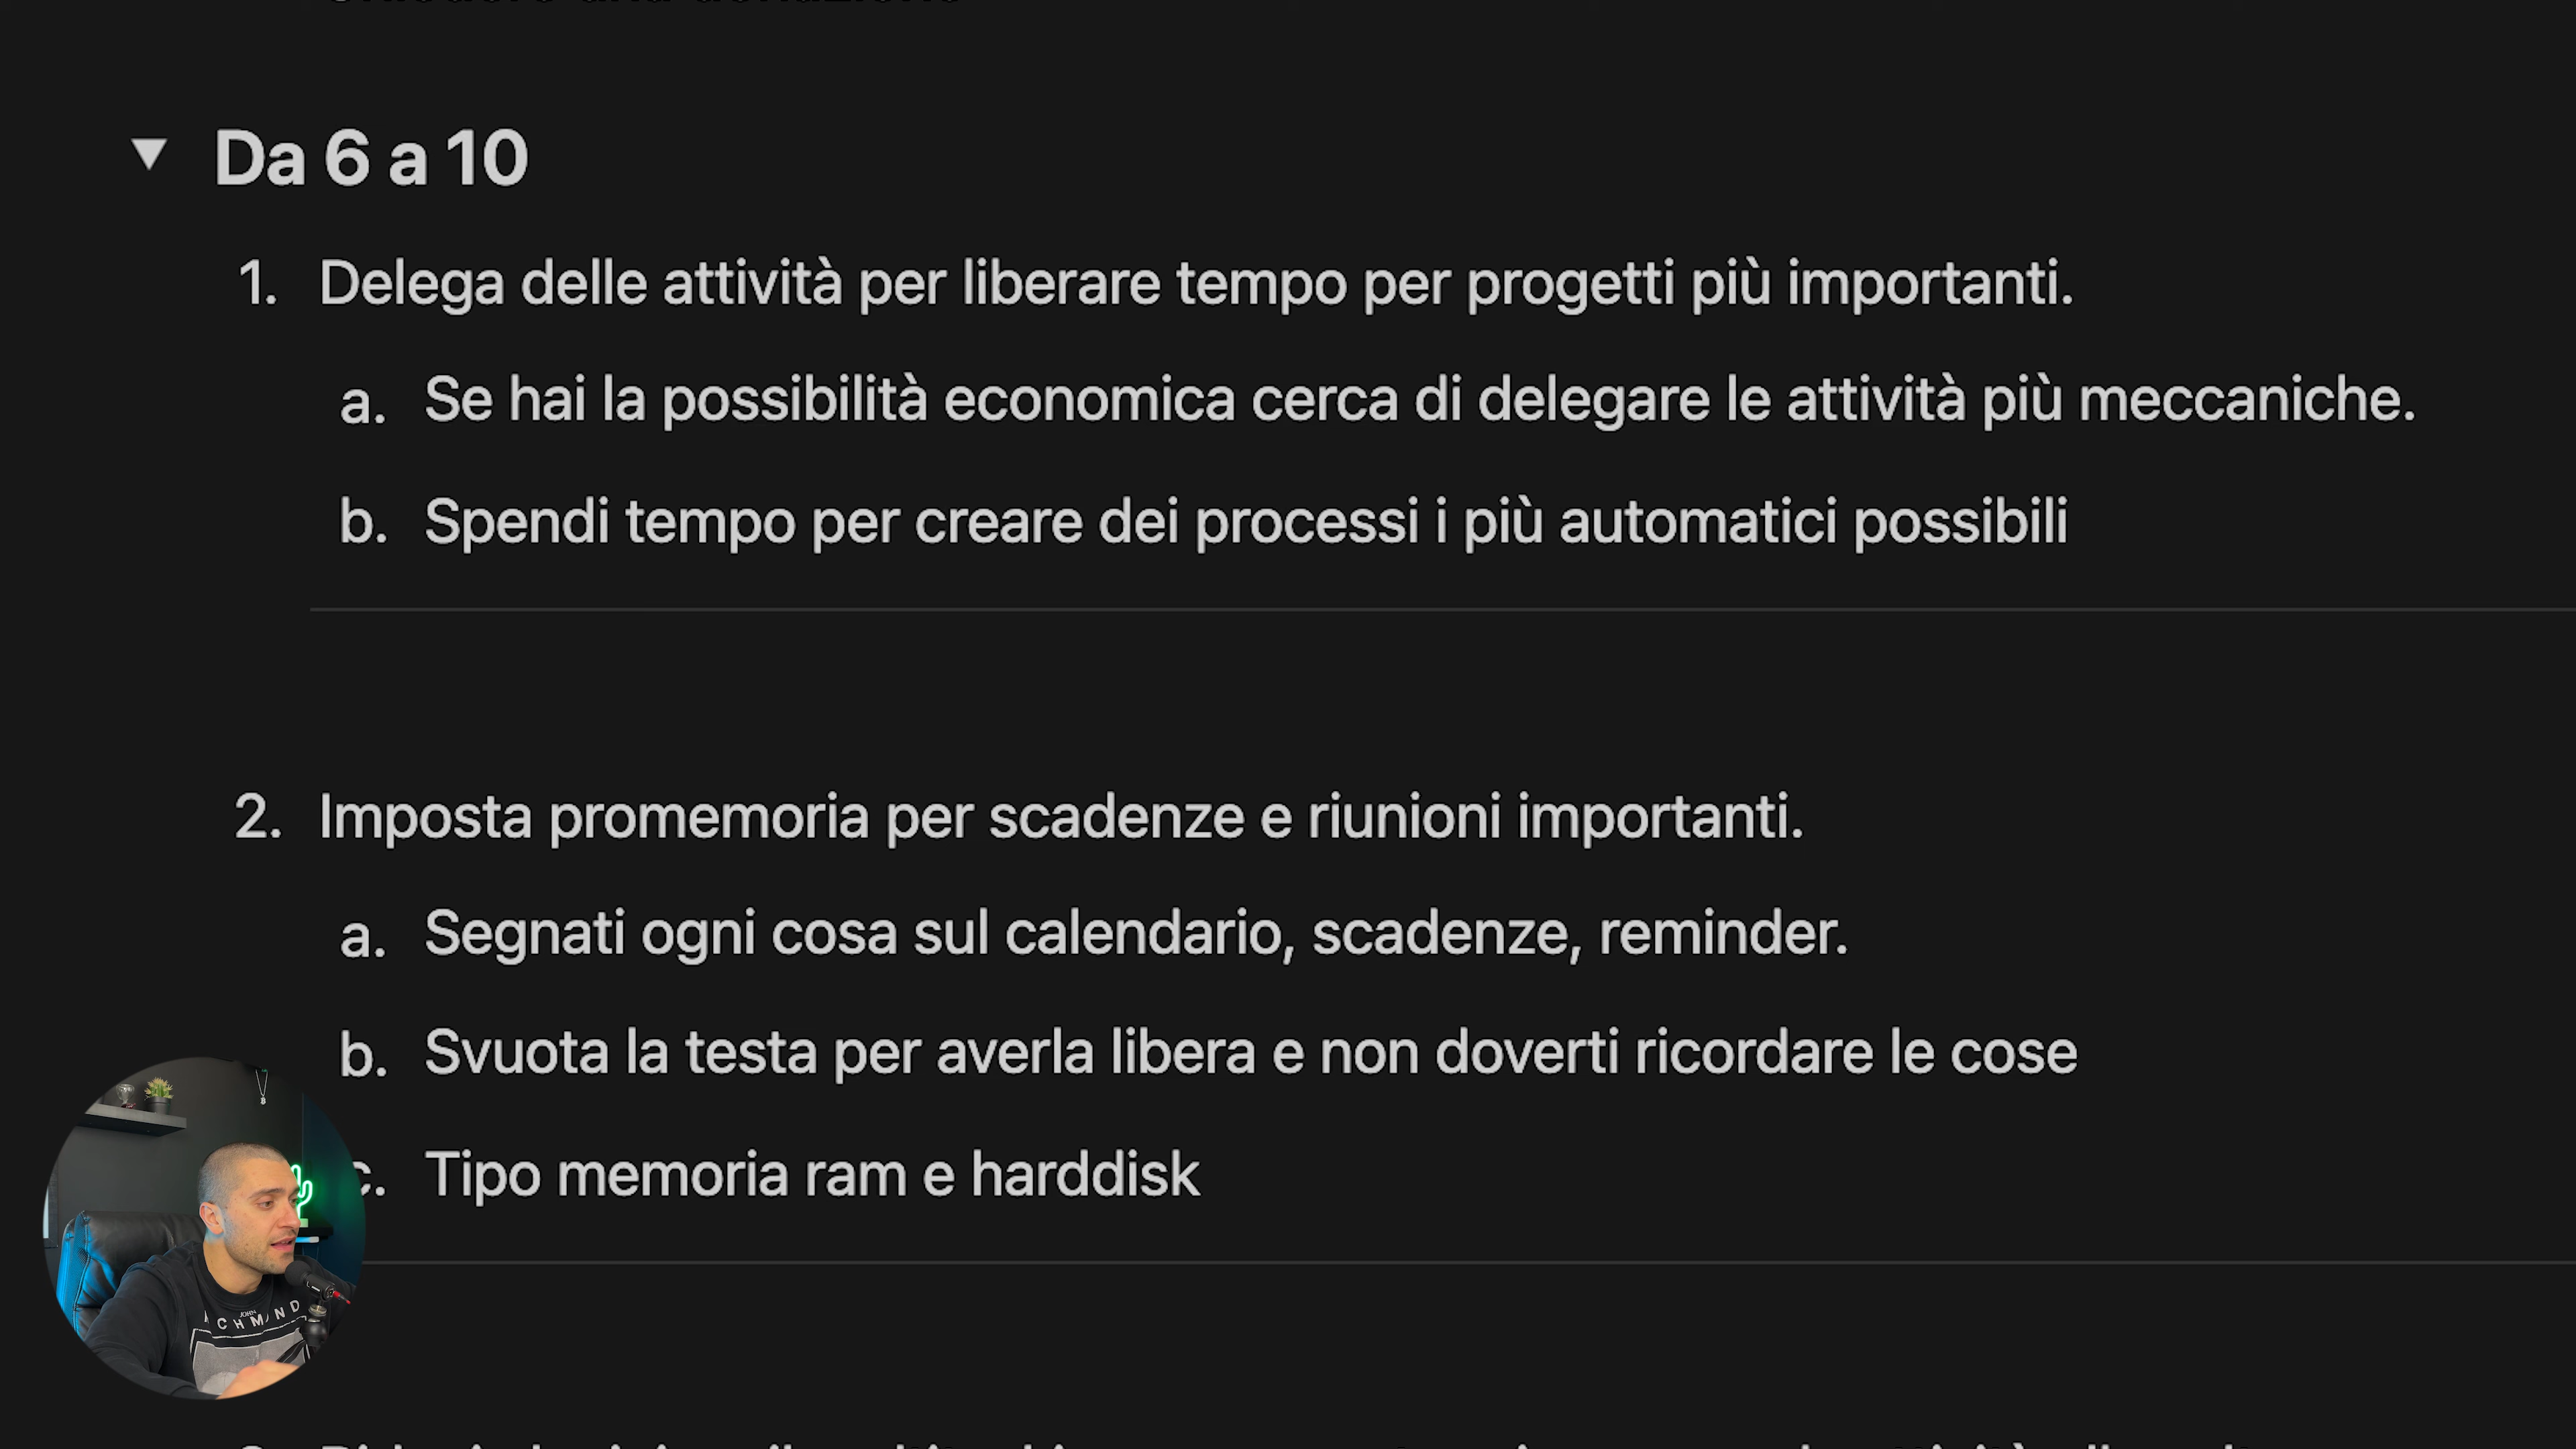 Da 6 a 10
1. Delega delle attività per liberare tempo per progetti più importanti.
a. Se hai la possibilità economica cerca di delegare le attività più meccaniche.
b. Spendi tempo per creare dei processi i più automatici possibili
2. Imposta promemoria per scadenze e riunioni importanti.
a. Segnati ogni cosa sul calendario, scadenze, reminder.
b. Svuota la testa per averla libera e non doverti ricordare le cose
c. Tipo memoria ram e harddisk
JOHN